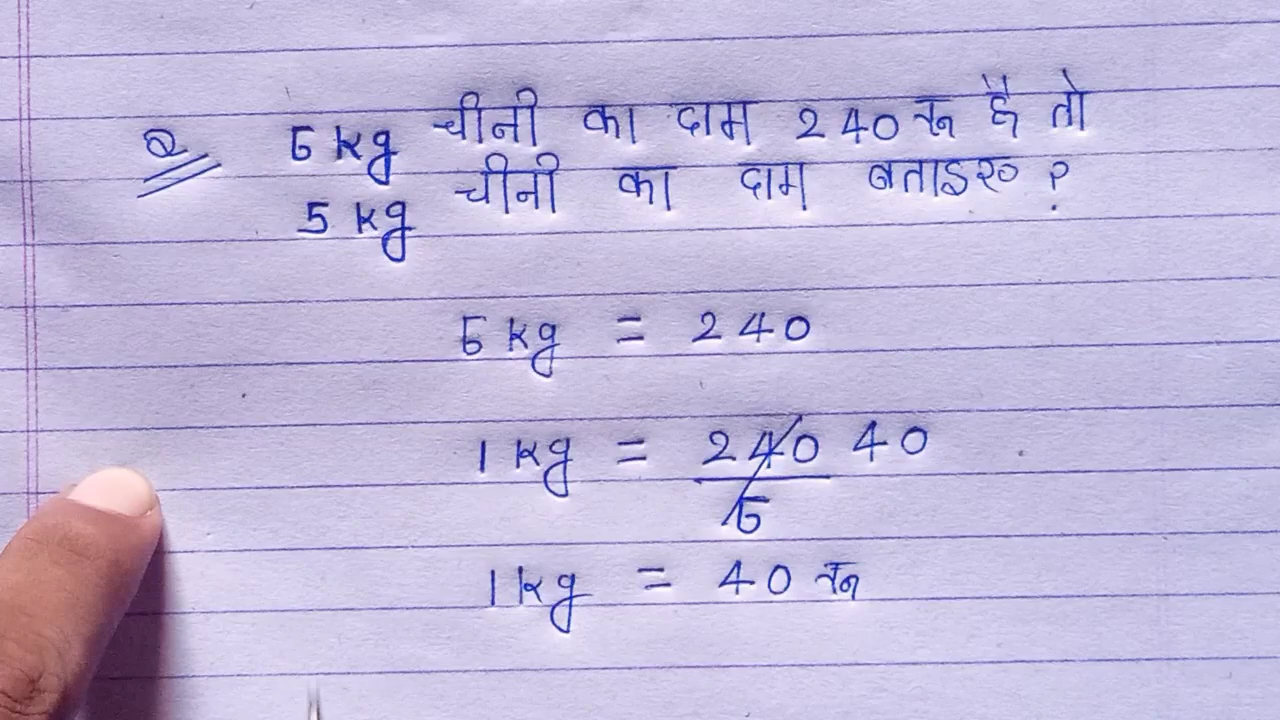 Q. 6 kg चीनी का दाम 240 रू है तो
5 kg चीनी का दाम बताइए ?
6 kg = 240
1 kg = 240/6 40
1 kg = 40 रू